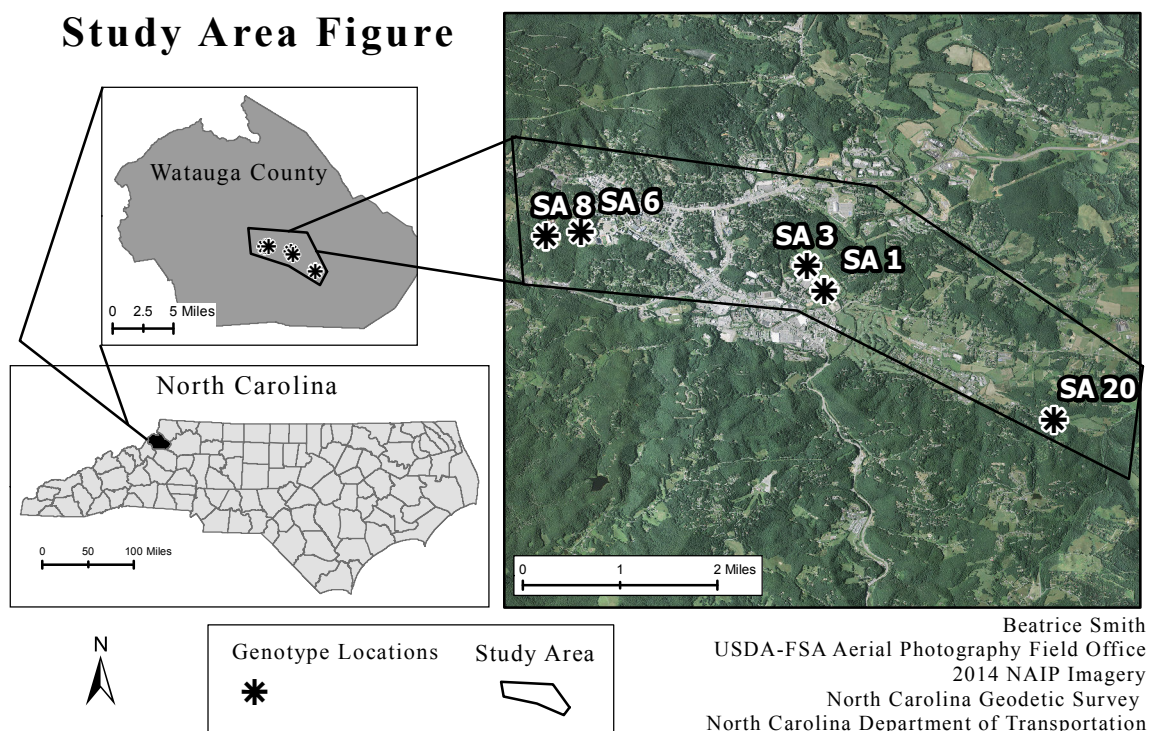 Study Area Figure
Watauga County
0 2.5 5 Miles
North Carolina
0 50 100 Miles
SA 8 SA 6
SA 3
SA 1
SA 20
0 1 2 Miles
N
Genotype Locations Study Area
Beatrice Smith
USDA-FSA Aerial Photography Field Office
2014 NAIP Imagery
North Carolina Geodetic Survey
North Carolina Department of Transportation